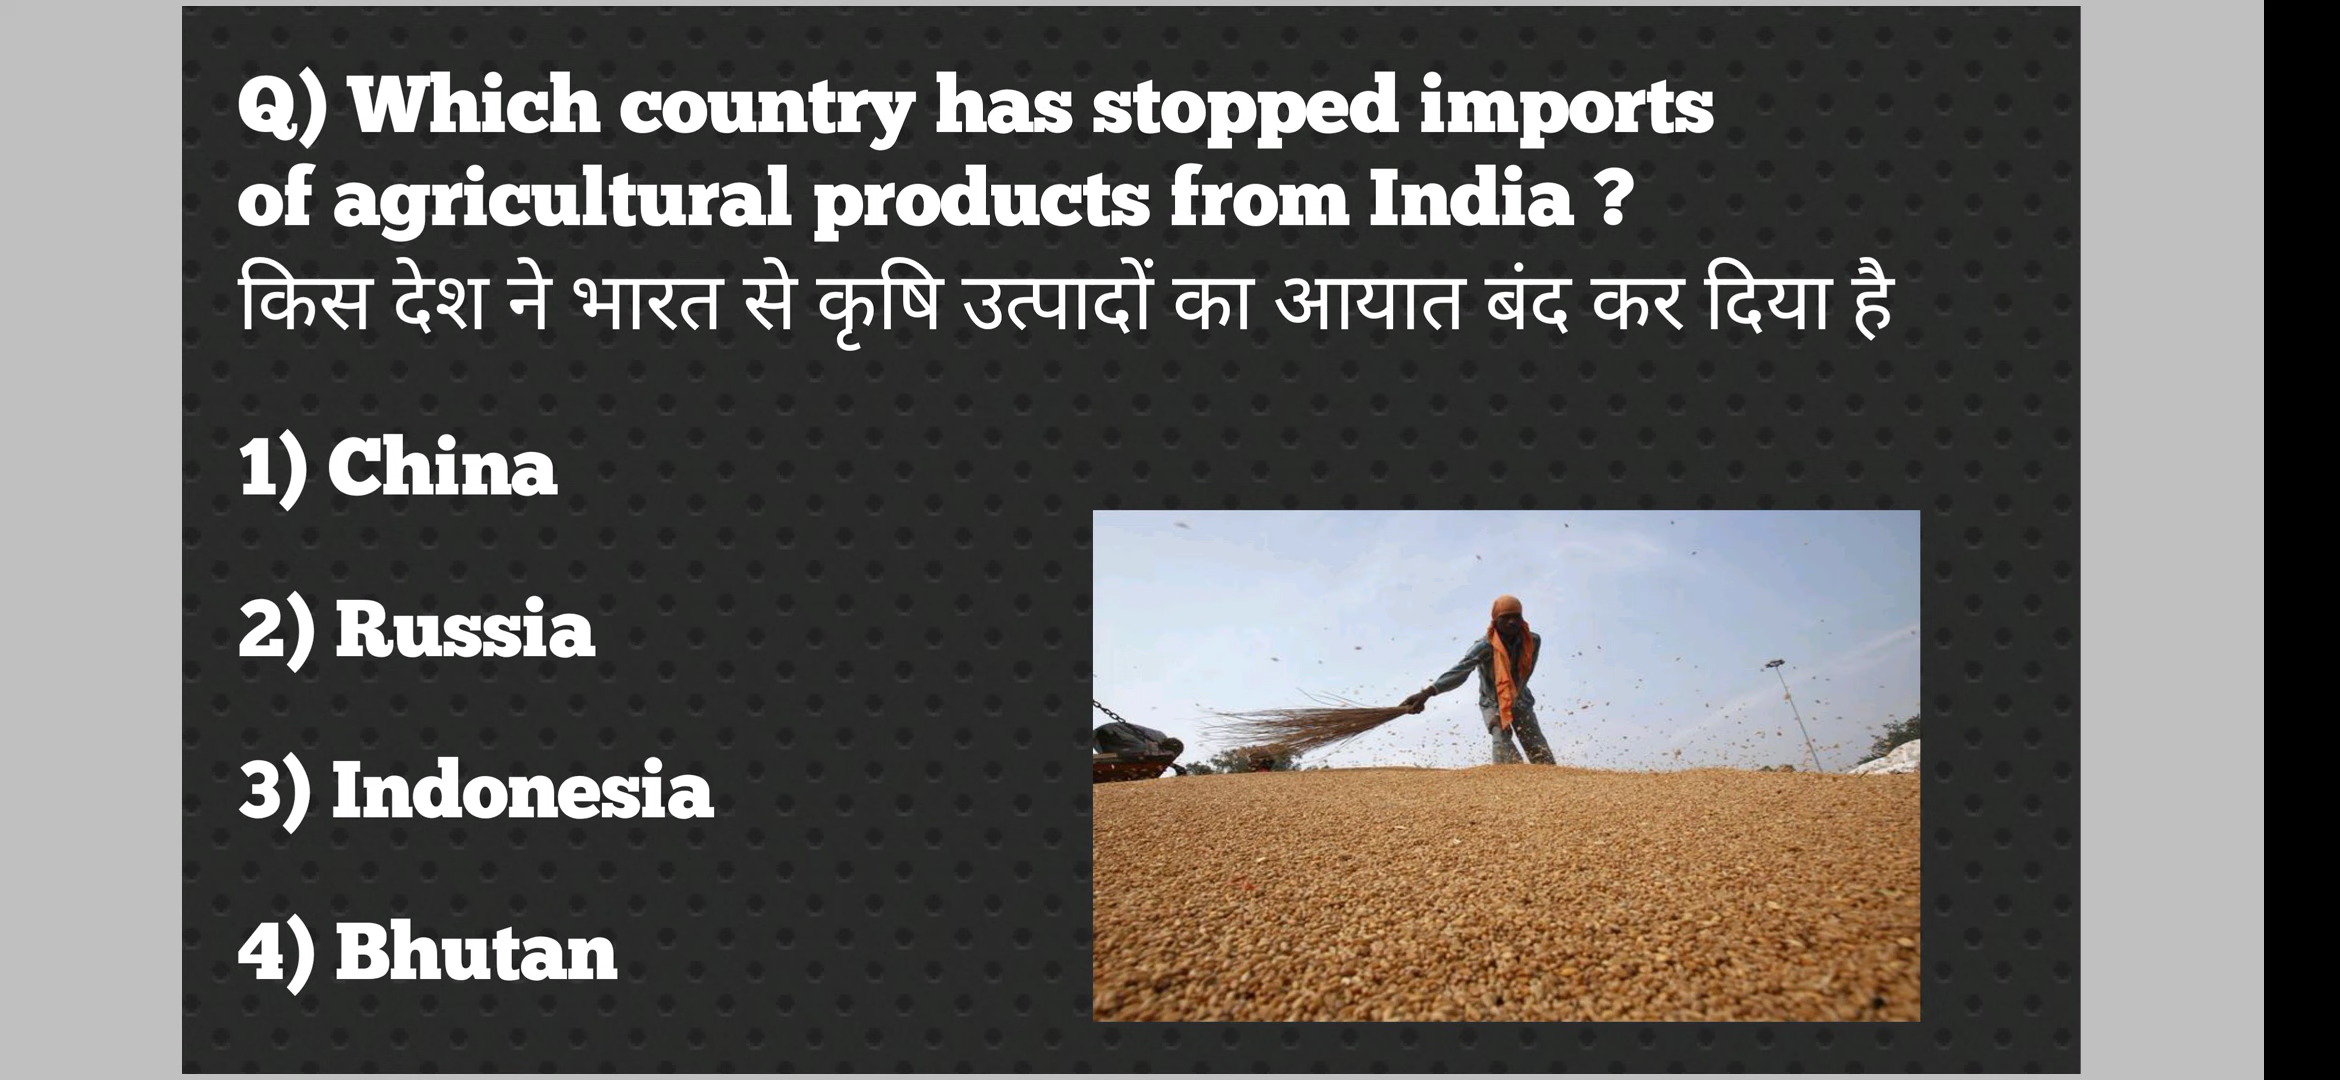 Q) Which country has stopped imports
of agricultural products from India ?
किस देश ने भारत से कृषि उत्पादों का आयात बंद कर दिया है
1) China
2) Russia
3) Indonesia
4) Bhutan